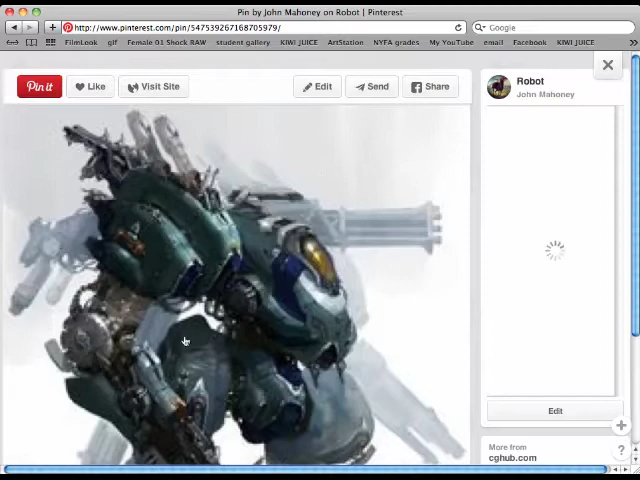 Pin by John Mahoney on Robot | Pinterest
http://www.pinterest.com/pin/547539267168705979/
Google
FilmLook gif Female 01 Shock RAW student gallery KIWI JUICE ArtStation NYFA grades My YouTube email Facebook KIWI JUICE
Pin it Like Visit Site Edit Send Share
Robot
John Mahoney
Edit
More from
cghub.com